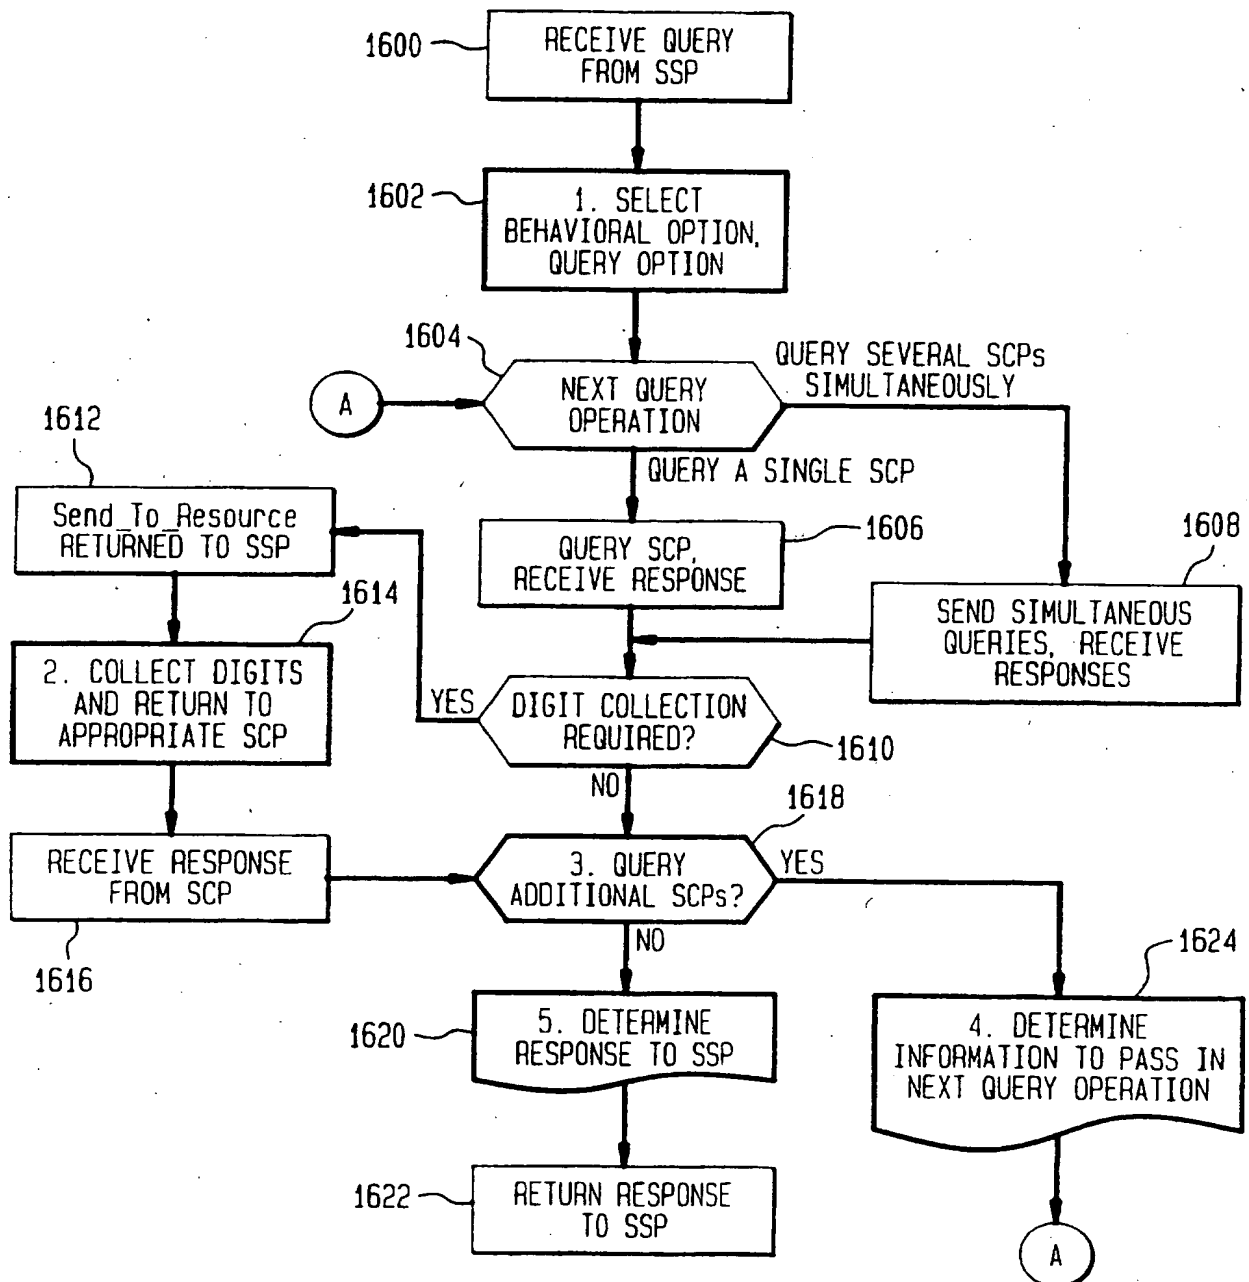 1600
RECEIVE QUERY
FROM SSP
1602
1. SELECT
BEHAVIORAL OPTION,
QUERY OPTION
1604
NEXT QUERY
OPERATION
A
QUERY SEVERAL SCPs
SIMULTANEOUSLY
QUERY A SINGLE SCP
1612
Send_To_Resource
RETURNED TO SSP
1606
QUERY SCP,
RECEIVE RESPONSE
1608
SEND SIMULTANEOUS
QUERIES, RECEIVE
RESPONSES
1614
2. COLLECT DIGITS
AND RETURN TO
APPROPRIATE SCP
YES
DIGIT COLLECTION
REQUIRED?
1610
NO
1618
RECEIVE RESPONSE
FROM SCP
1616
3. QUERY
ADDITIONAL SCPs?
YES
NO
1624
1620
5. DETERMINE
RESPONSE TO SSP
4. DETERMINE
INFORMATION TO PASS IN
NEXT QUERY OPERATION
1622
RETURN RESPONSE
TO SSP
A